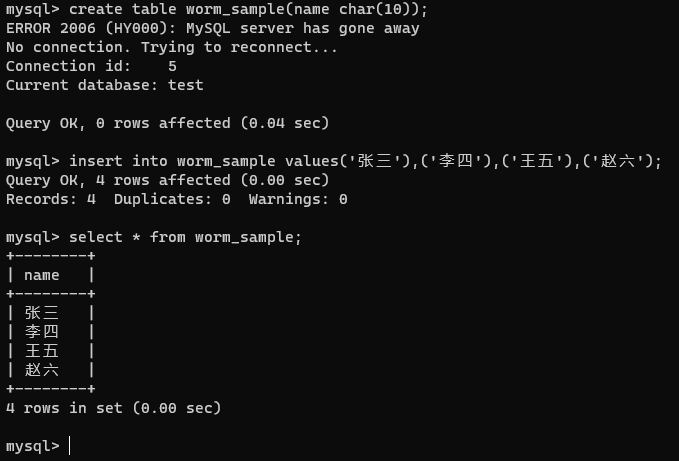 mysql> create table worm_sample(name char(10));
ERROR 2006 (HY000): MySQL server has gone away
No connection. Trying to reconnect...
Connection id:    5
Current database: test
Query OK, 0 rows affected (0.04 sec)
mysql> insert into worm_sample values('张三'),('李四'),('王五'),('赵六');
Query OK, 4 rows affected (0.00 sec)
Records: 4  Duplicates: 0  Warnings: 0
mysql> select * from worm_sample;
+--------+
| name   |
+--------+
| 张三   |
| 李四   |
| 王五   |
| 赵六   |
+--------+
4 rows in set (0.00 sec)
mysql>